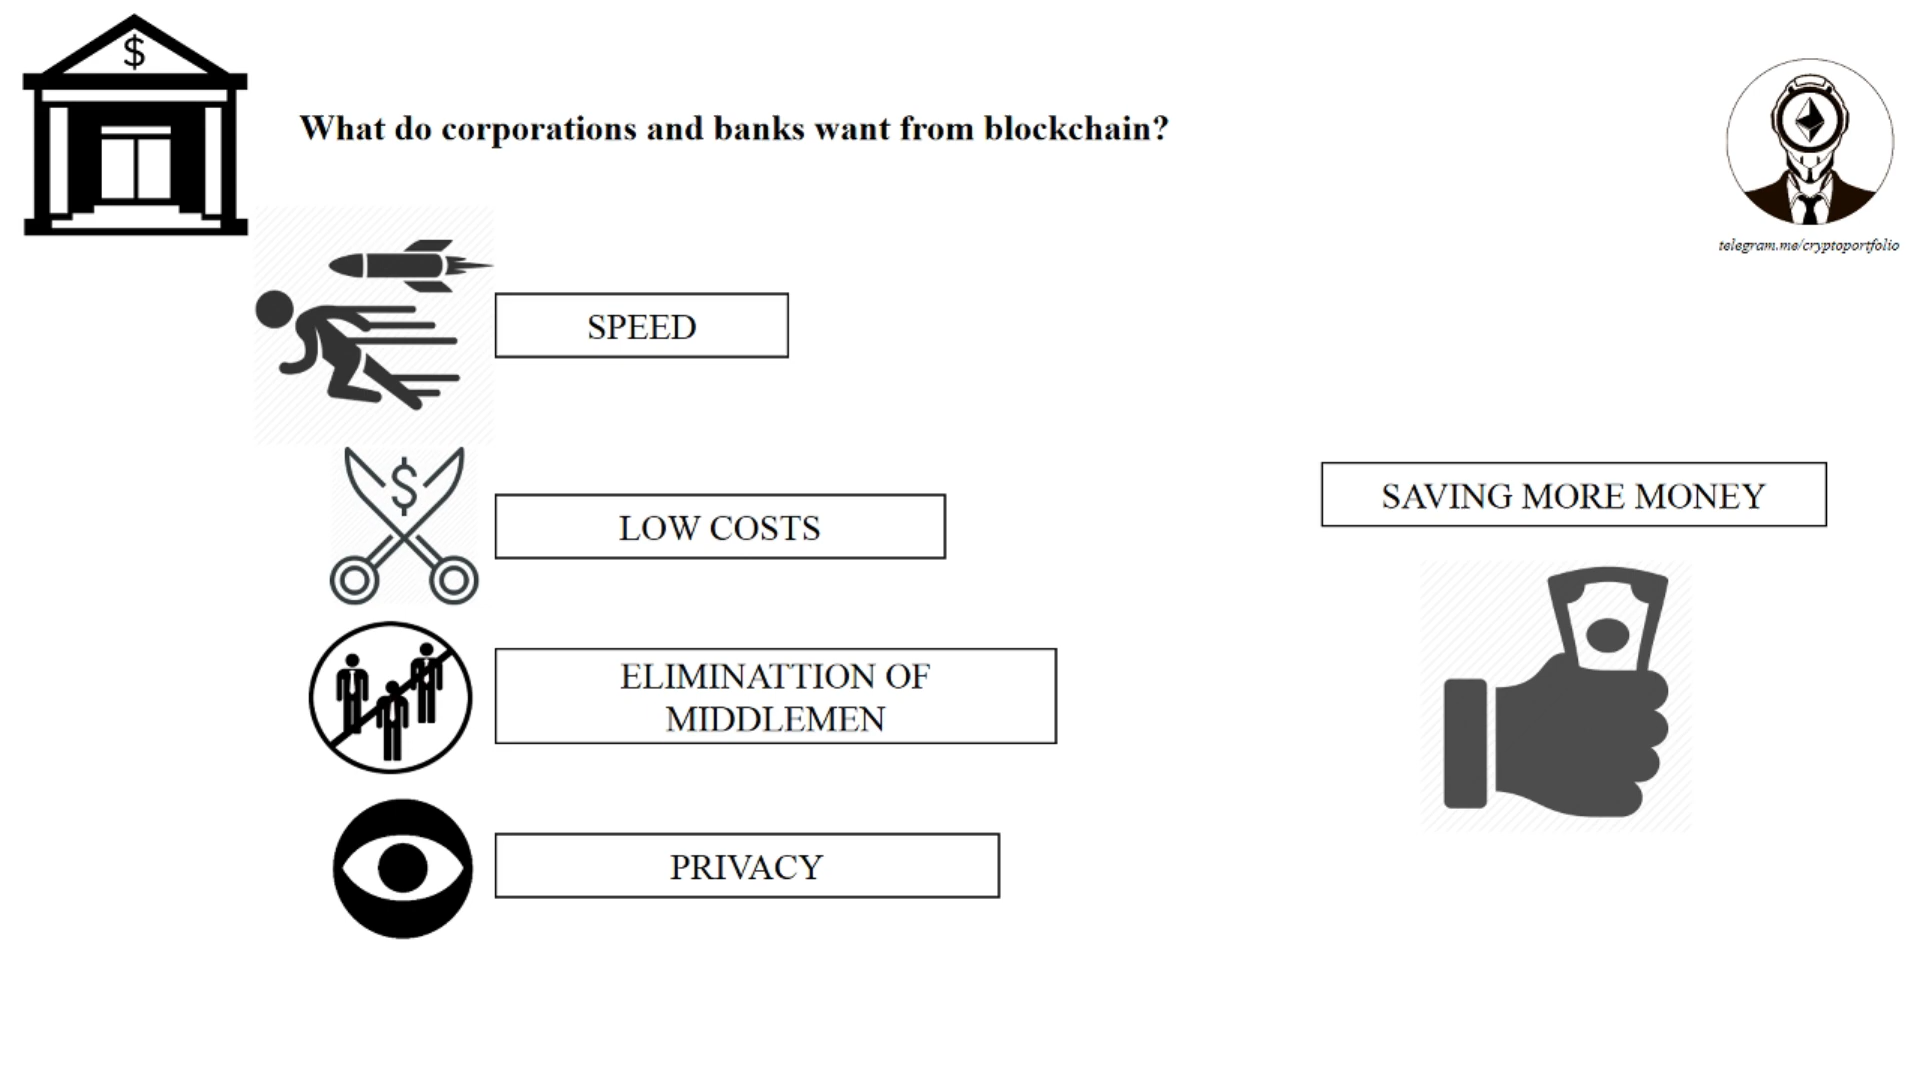 $
What do corporations and banks want from blockchain?
telegram.me/cryptoportfolio
SPEED
$
LOW COSTS
SAVING MORE MONEY
ELIMINATTION OF
MIDDLEMEN
PRIVACY